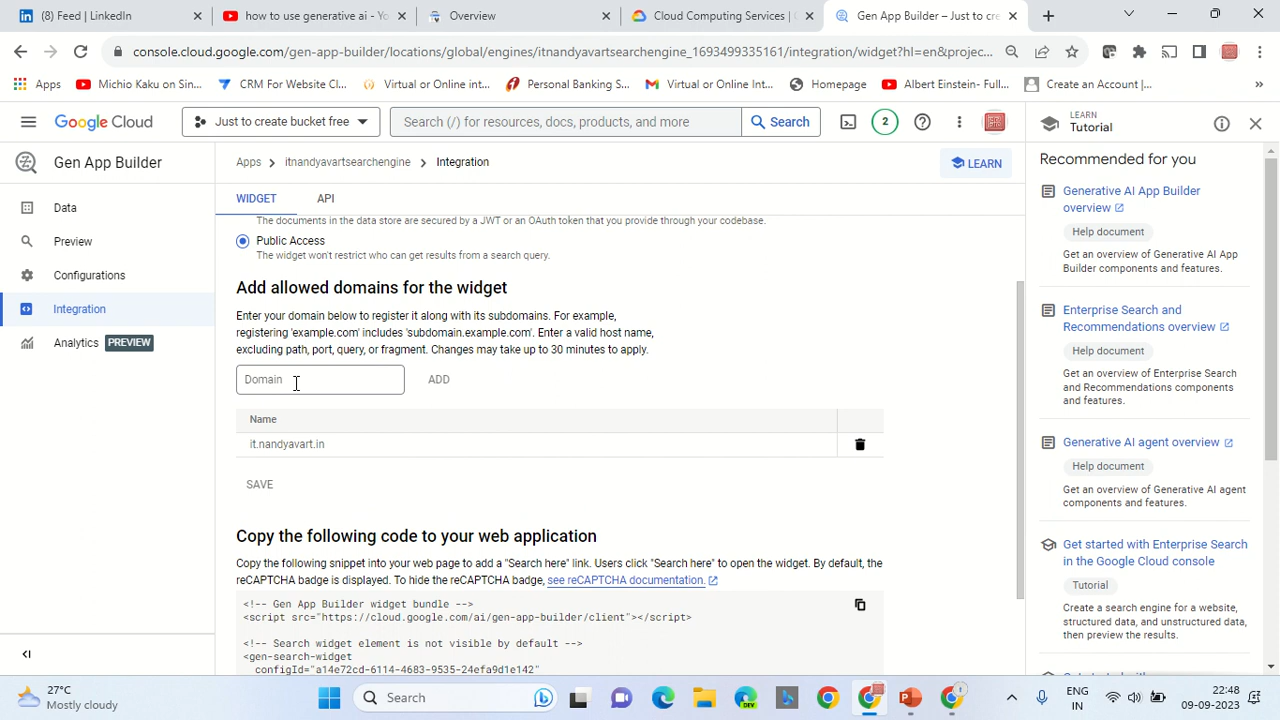 (8) Feed | LinkedIn
how to use generative ai - Yo
Overview
Cloud Computing Services | G
Gen App Builder – Just to cre
console.cloud.google.com/gen-app-builder/locations/global/engines/itnandyavartsearchengine_1693499335161/integration/widget?hl=en&projec...
Apps
Michio Kaku on Sin...
CRM For Website Cl...
Virtual or Online int...
Personal Banking S...
Virtual or Online int...
Homepage
Albert Einstein- Full...
Create an Account |...
Google Cloud
Just to create bucket free
Search (/) for resources, docs, products, and more
Search
2
Gen App Builder
Data
Preview
Configurations
Integration
Analytics PREVIEW
Apps > itnandyavartsearchengine > Integration
LEARN
WIDGET API
The documents in the data store are secured by a JWT or an OAuth token that you provide through your codebase.
Public Access
The widget won't restrict who can get results from a search query.
Add allowed domains for the widget
Enter your domain below to register it along with its subdomains. For example,
registering 'example.com' includes 'subdomain.example.com'. Enter a valid host name,
excluding path, port, query, or fragment. Changes may take up to 30 minutes to apply.
Domain
ADD
Name
it.nandyavart.in
SAVE
Copy the following code to your web application
Copy the following snippet into your web page to add a "Search here" link. Users click "Search here" to open the widget. By default, the
reCAPTCHA badge is displayed. To hide the reCAPTCHA badge, see reCAPTCHA documentation.
<!-- Gen App Builder widget bundle -->
<script src="https://cloud.google.com/ai/gen-app-builder/client"></script>
<!-- Search widget element is not visible by default -->
<gen-search-widget
configId="a14e72cd-6114-4683-9535-24efa9d1e142"
LEARN
Tutorial
Recommended for you
Generative AI App Builder
overview
Help document
Get an overview of Generative AI App
Builder components and features.
Enterprise Search and
Recommendations overview
Help document
Get an overview of Enterprise Search
and Recommendations components
and features.
Generative AI agent overview
Help document
Get an overview of Generative AI agent
components and features.
Get started with Enterprise Search
in the Google Cloud console
Tutorial
Create a search engine for a website,
structured data, and unstructured data,
then preview the results.
27°C
Mostly cloudy
Search
DEV
ENG
IN
22:48
09-09-2023